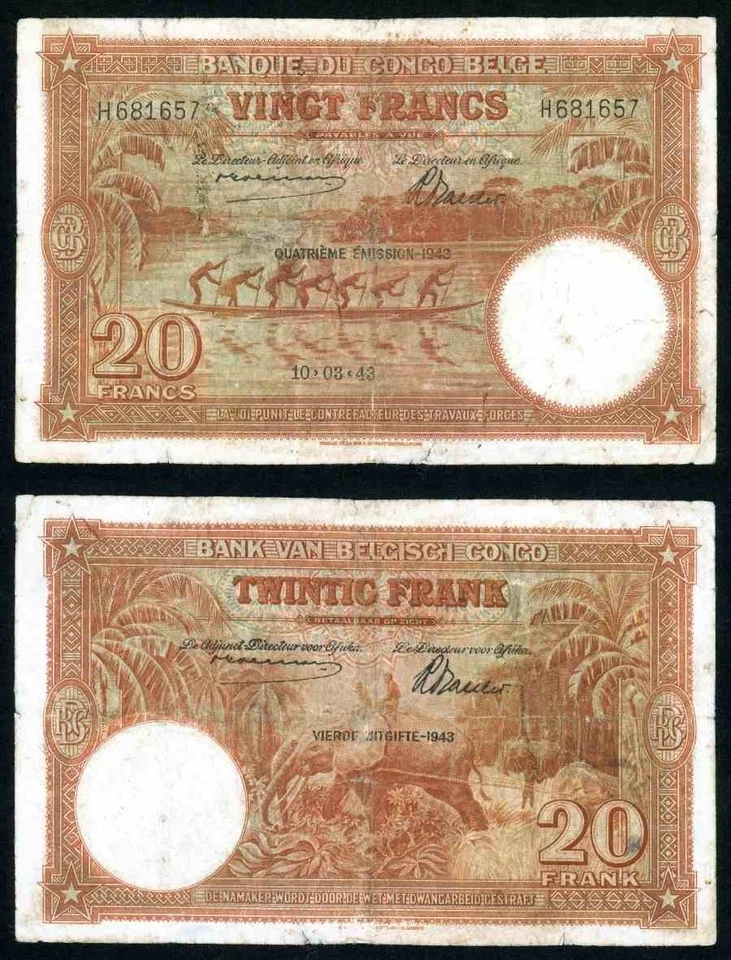 BANQUE DU CONGO BELGE
VINGT FRANCS
H681657 H681657
PAYABLES A VUE
Le Directeur-Adjoint en Afrique. Le Directeur en Afrique.
QUATRIÈME ÉMISSION-1943
20
FRANCS
10·03·43
LA LOI PUNIT LE CONTREFACTEUR DES TRAVAUX FORCES
BANK VAN BELGISCH CONGO
TWINTIG FRANK
BETAALBAAR OP ZICHT
De Adjunct-Directeur voor Afrika. De Directeur voor Afrika.
VIERDE UITGIFTE-1943
20
FRANK
DE NAMAKER WORDT DOOR DE WET MET DWANGARBEID GESTRAFT